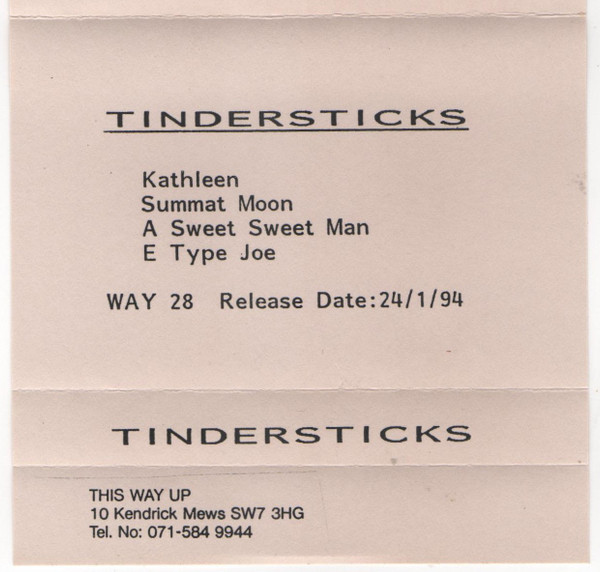 TINDERSTICKS
Kathleen
Summat Moon
A Sweet Sweet Man
E Type Joe
WAY 28 Release Date:24/1/94
TINDERSTICKS
THIS WAY UP
10 Kendrick Mews SW7 3HG
Tel. No: 071-584 9944